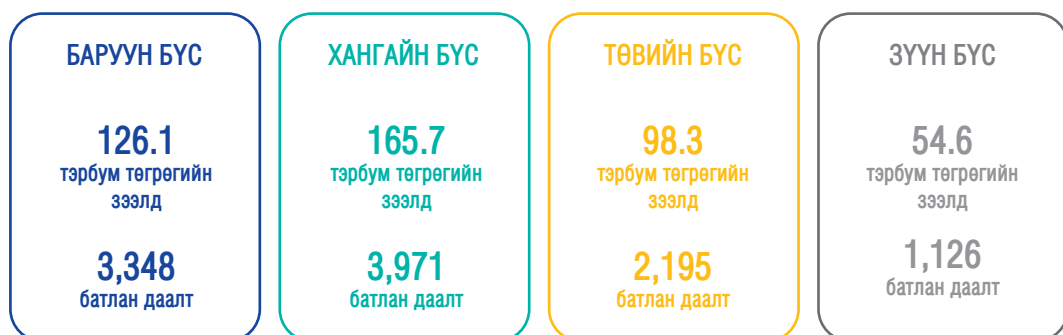 БАРУУН БҮС
126.1
тэрбум төгрөгийн
зээлд
3,348
батлан даалт
ХАНГАЙН БҮС
165.7
тэрбум төгрөгийн
зээлд
3,971
батлан даалт
ТӨВИЙН БҮС
98.3
тэрбум төгрөгийн
зээлд
2,195
батлан даалт
ЗҮҮН БҮС
54.6
тэрбум төгрөгийн
зээлд
1,126
батлан даалт